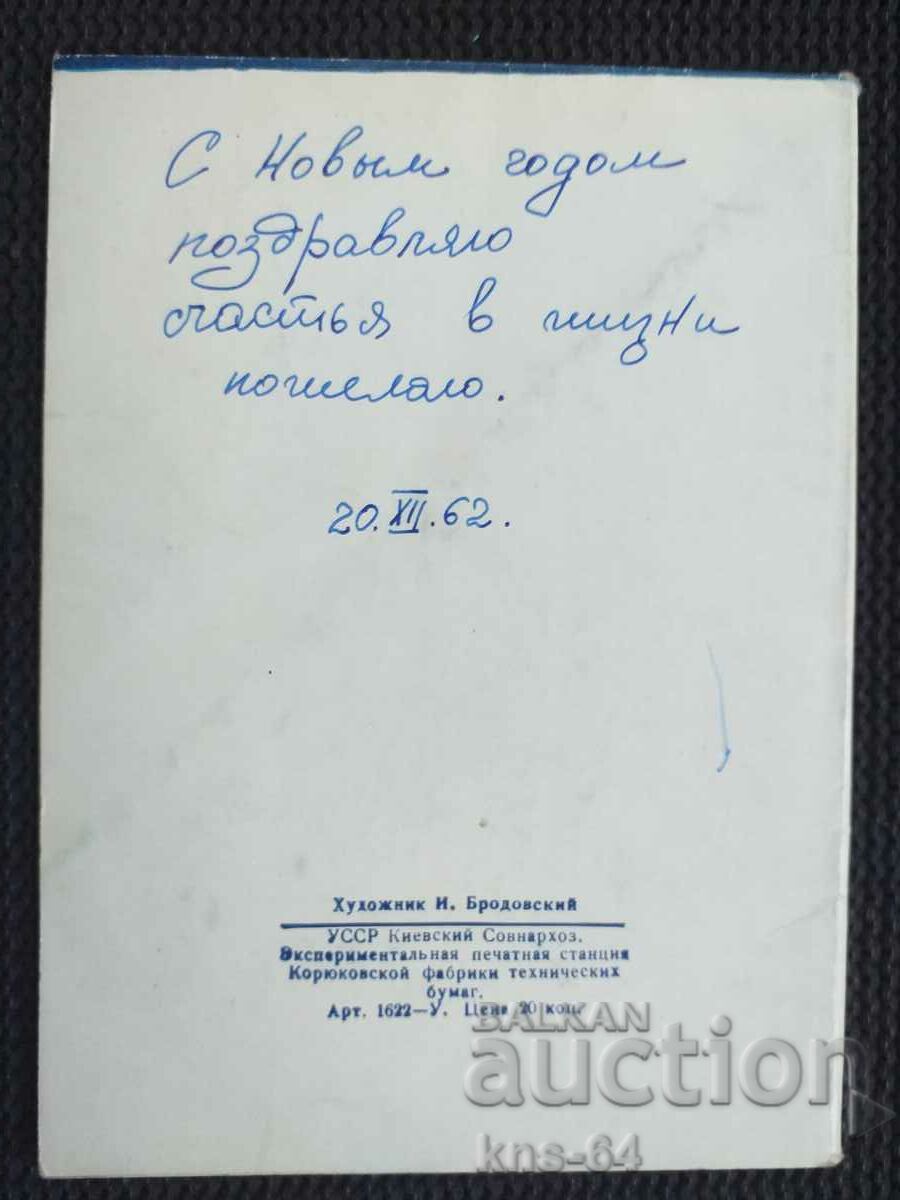 С Новым годом
поздравляю
счастья в жизни
пожелаю.
20.XII.62.
Художник И. Бродовский
УССР Киевский Совнархоз.
Экспериментальная печатная станция
Корюковской фабрики технических
бумаг.
Арт. 1622—У. Цена 20 коп.
BALKAN
auction
kns-64